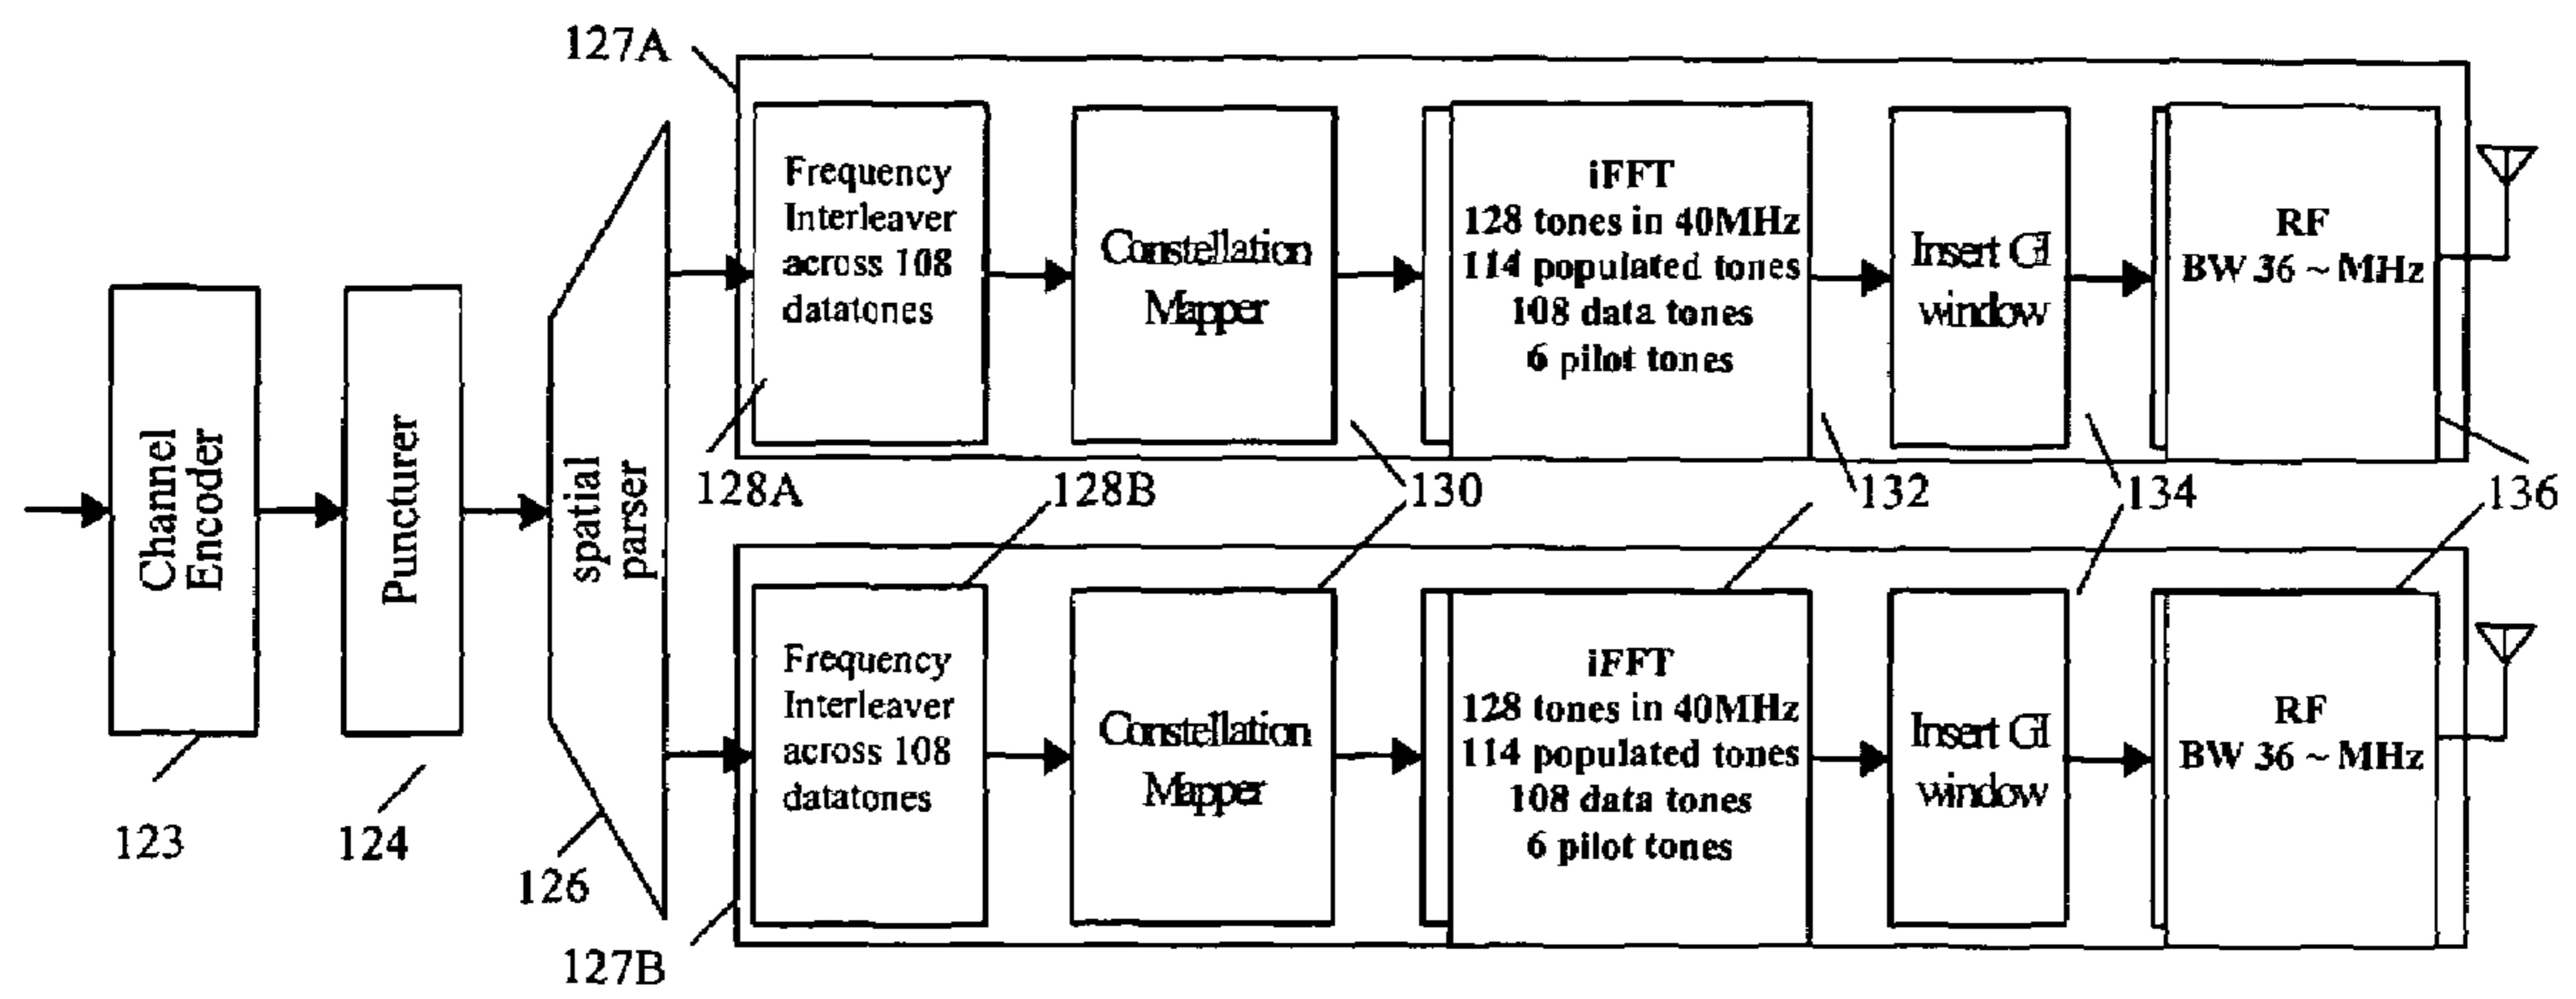 127A
Frequency
Interleaver
across 108
datatones
Constellation
Mapper
iFFT
128 tones in 40MHz
114 populated tones
108 data tones
6 pilot tones
Insert GI
window
RF
BW 36 ~ MHz
Channel
Encoder
Puncturer
spatial
parser
128A
128B
130
132
134
136
Frequency
Interleaver
across 108
datatones
Constellation
Mapper
iFFT
128 tones in 40MHz
114 populated tones
108 data tones
6 pilot tones
Insert GI
window
RF
BW 36 ~ MHz
123
124
126
127B